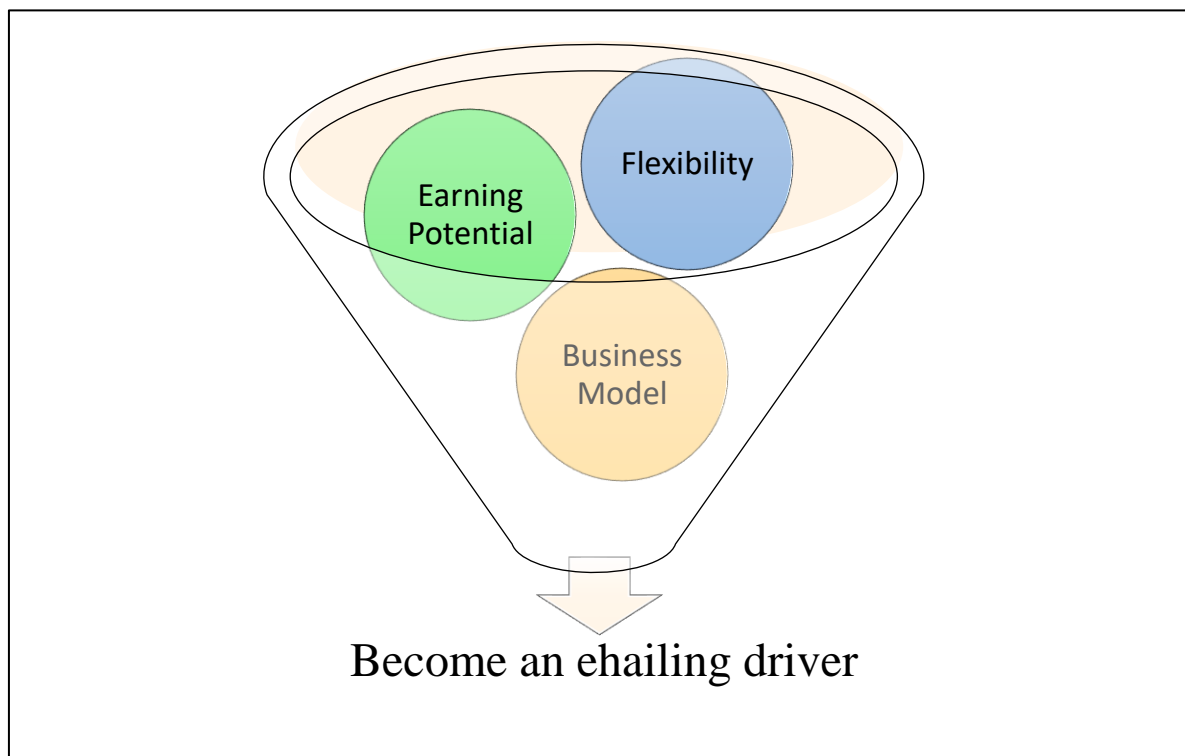 Flexibility
Earning
Potential
Business
Model
Become an ehailing driver